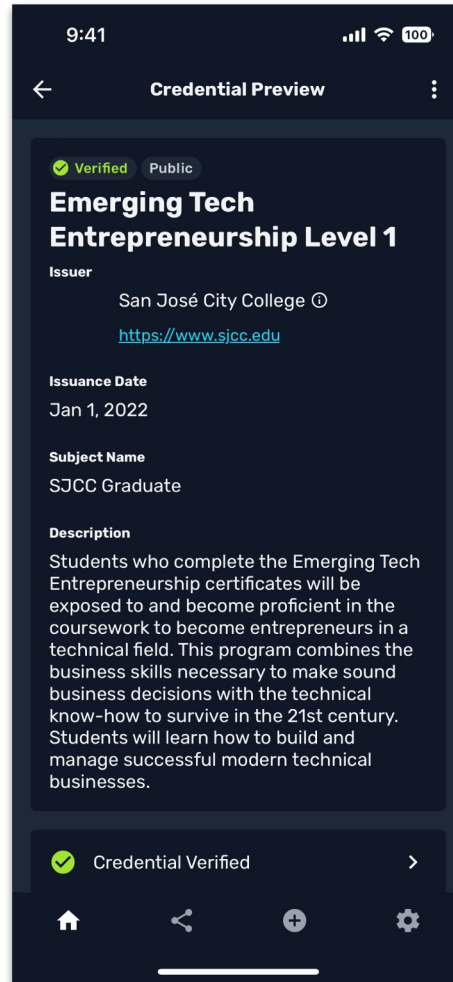 9:41
100
Credential Preview
Verified Public
Emerging Tech
Entrepreneurship Level 1
Issuer
San José City College
https://www.sjcc.edu
Issuance Date
Jan 1, 2022
Subject Name
SJCC Graduate
Description
Students who complete the Emerging Tech
Entrepreneurship certificates will be
exposed to and become proficient in the
coursework to become entrepreneurs in a
technical field. This program combines the
business skills necessary to make sound
business decisions with the technical
know-how to survive in the 21st century.
Students will learn how to build and
manage successful modern technical
businesses.
Credential Verified